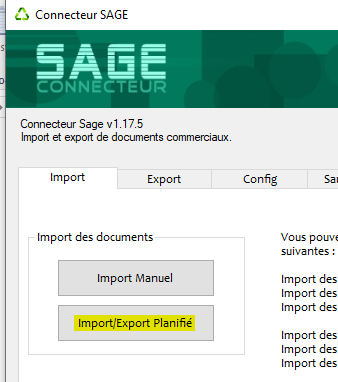 Connecteur SAGE
SAGE
CONNECTEUR
Connecteur Sage v1.17.5
Import et export de documents commerciaux.
Import
Export
Config
Import des documents
Import Manuel
Import/Export Planifié
Vous pouve
suivantes :
Import des
Import des
Import des
Import des
Import des
Import des